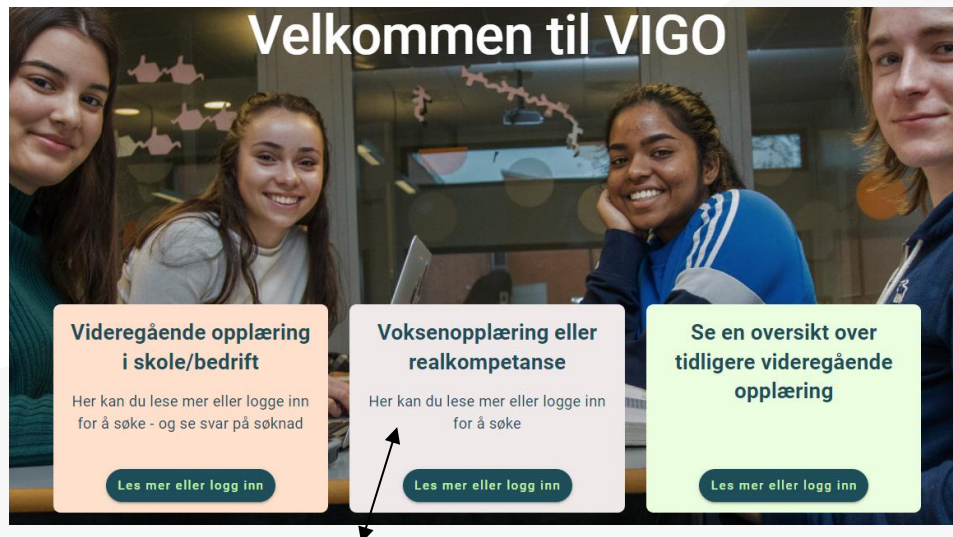 Velkommen til VIGO
Videregående opplæring
i skole/bedrift
Her kan du lese mer eller logge inn
for å søke - og se svar på søknad
Les mer eller logg inn
Voksenopplæring eller
realkompetanse
Her kan du lese mer eller logge inn
for å søke
Les mer eller logg inn
Se en oversikt over
tidligere videregående
opplæring
Les mer eller logg inn